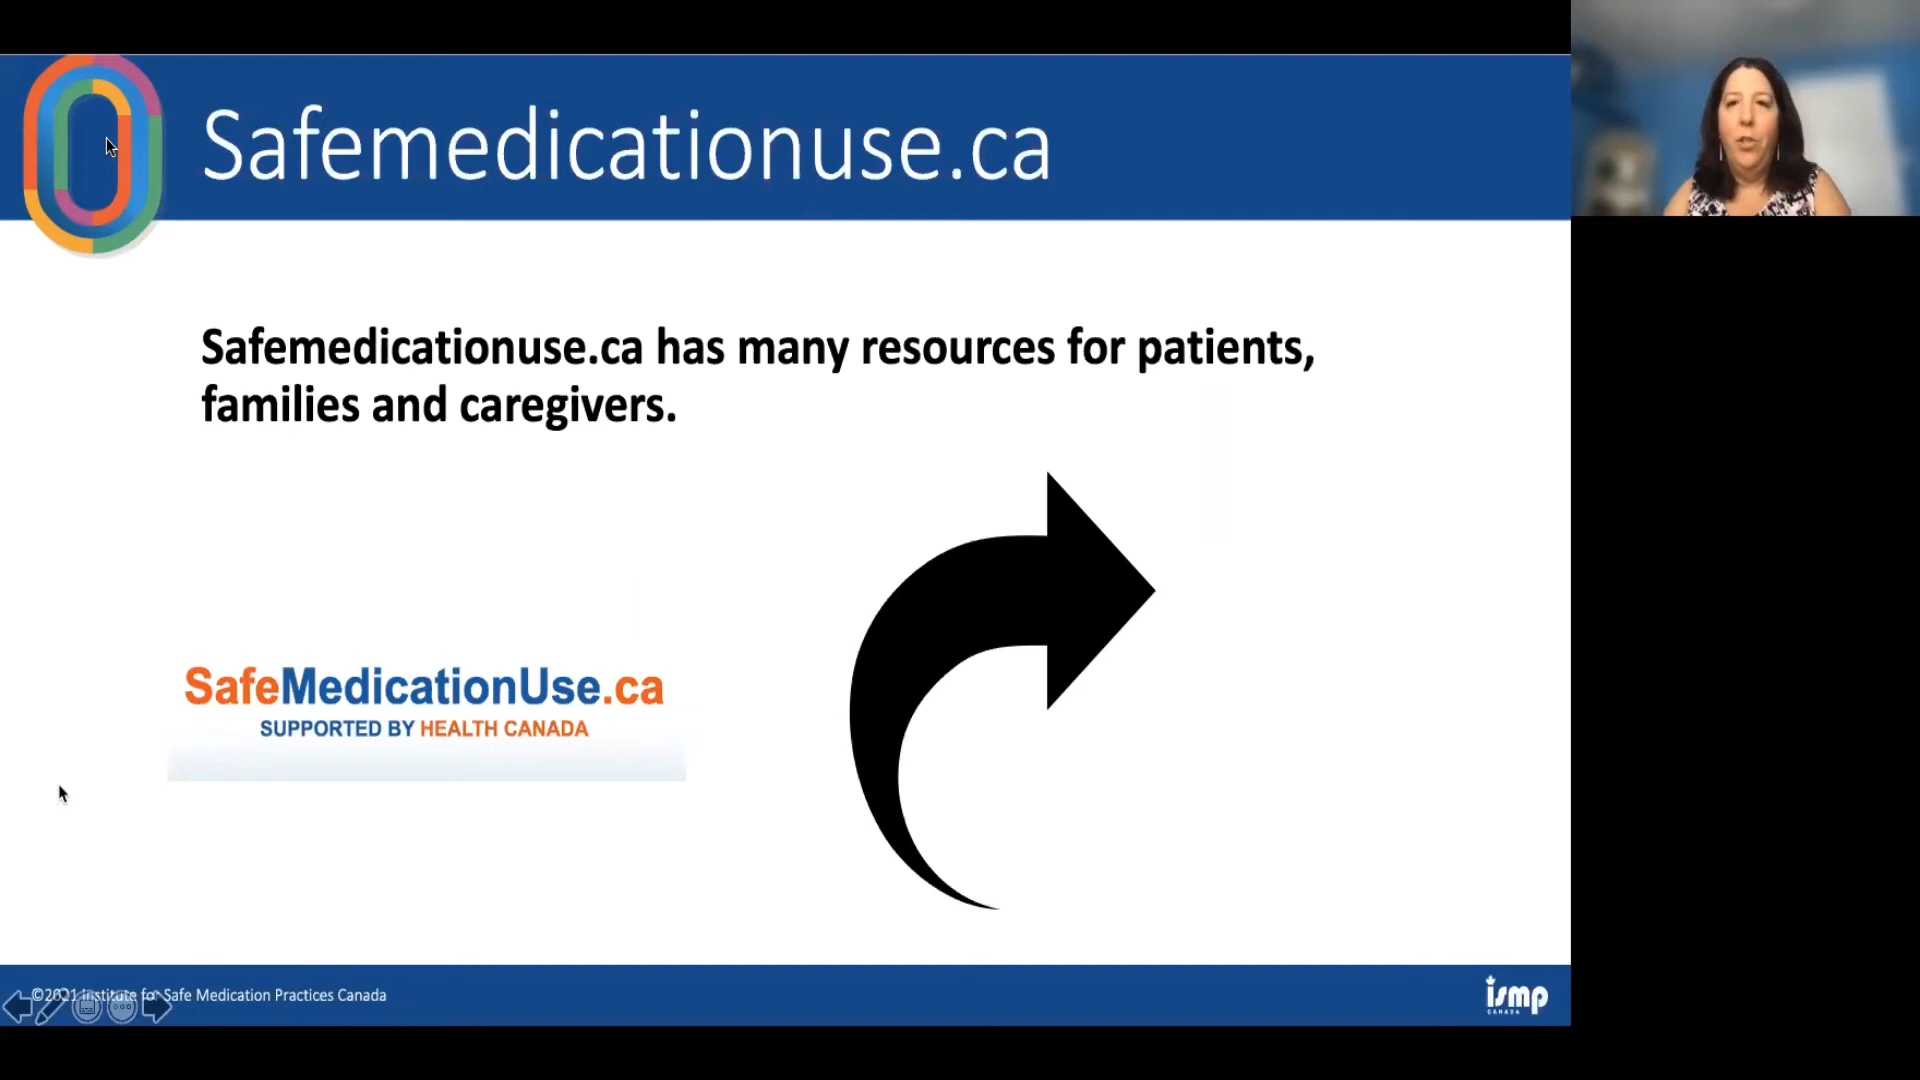 Safemedicationuse.ca
Safemedicationuse.ca has many resources for patients,
families and caregivers.
SafeMedicationUse.ca
SUPPORTED BY HEALTH CANADA
©2021 Institute for Safe Medication Practices Canada
ismp
CANADA